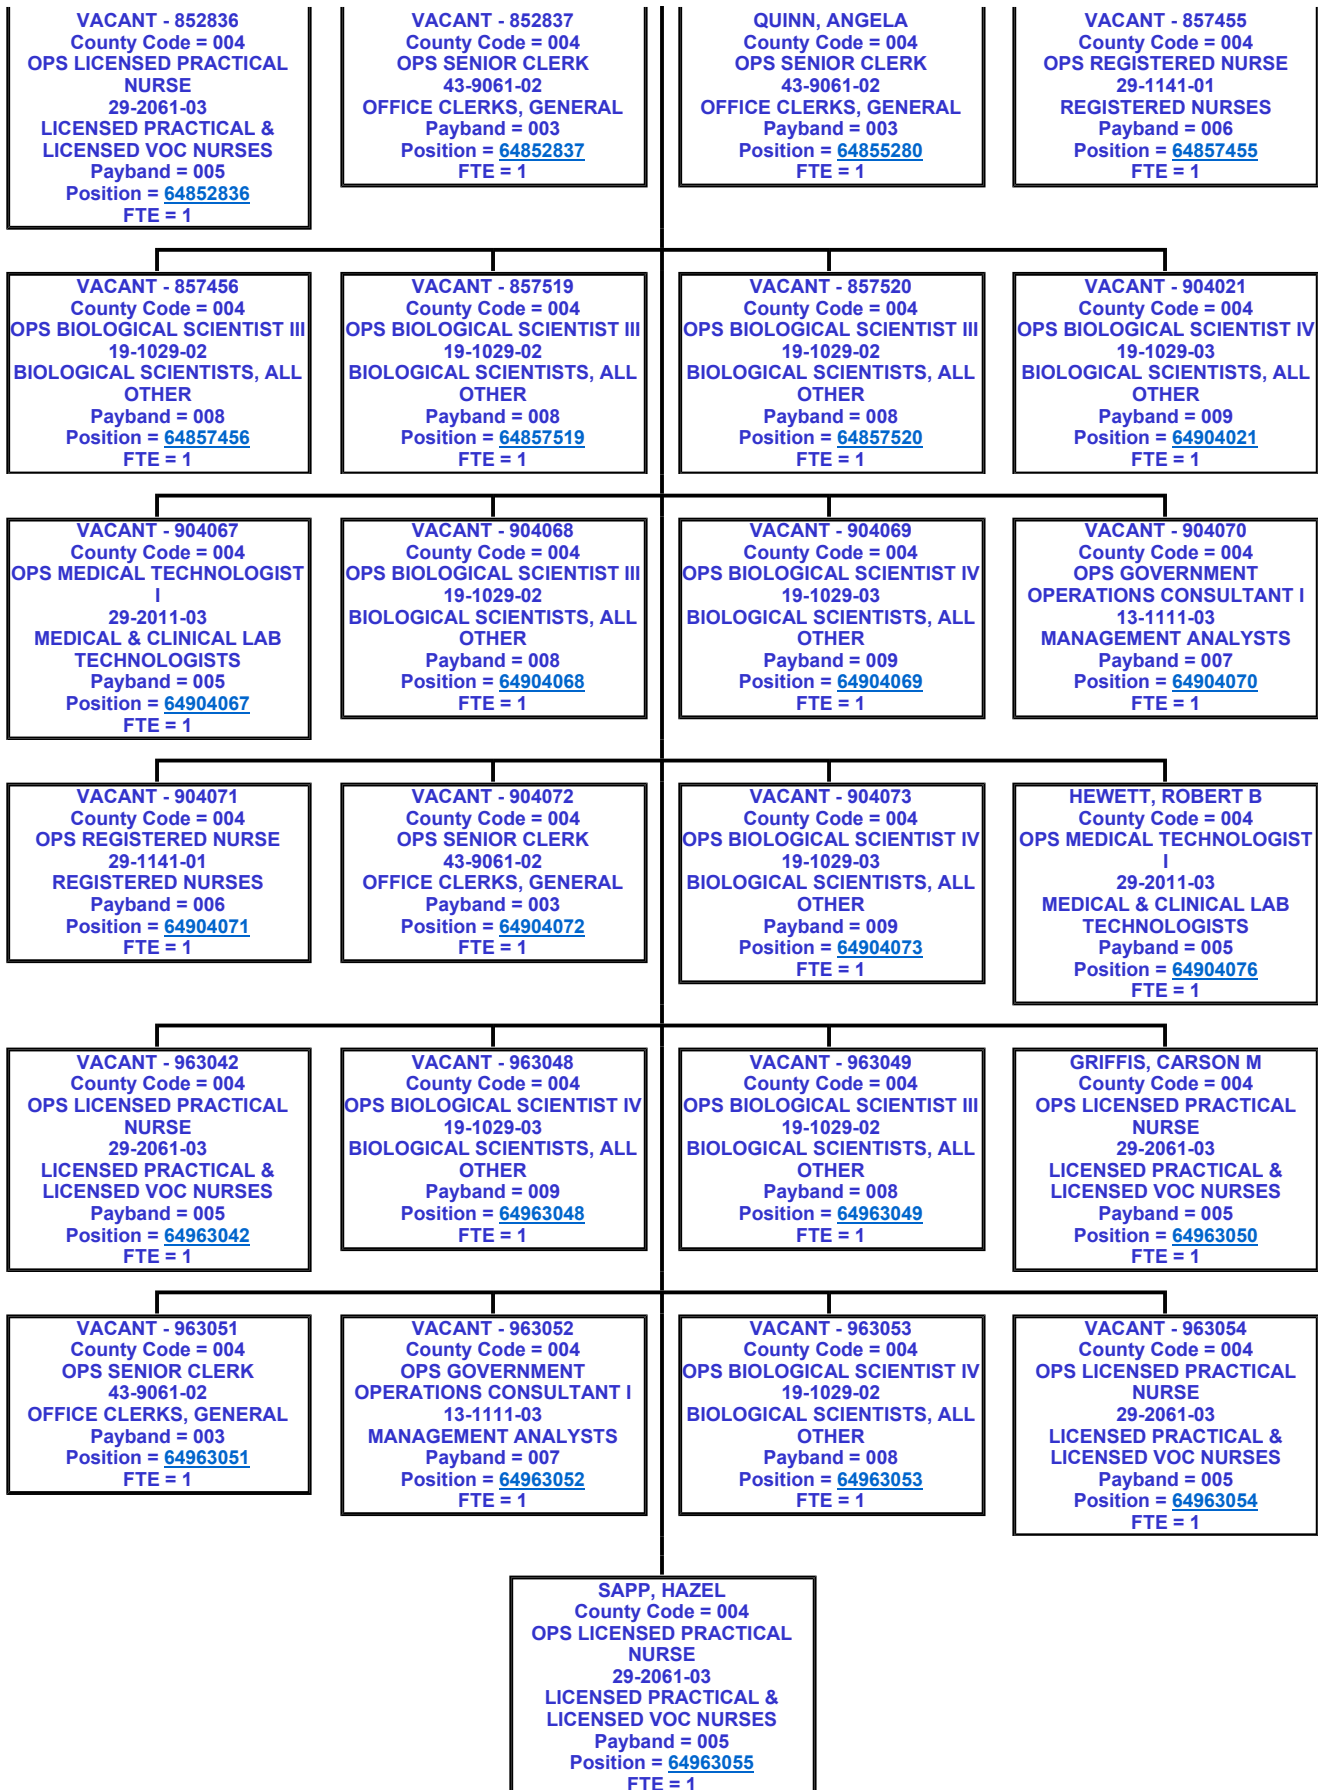 VACANT - 852836
County Code = 004
OPS LICENSED PRACTICAL
NURSE
29-2061-03
LICENSED PRACTICAL &
LICENSED VOC NURSES
Payband = 005
Position = 64852836
FTE = 1
VACANT - 852837
County Code = 004
OPS SENIOR CLERK
43-9061-02
OFFICE CLERKS, GENERAL
Payband = 003
Position = 64852837
FTE = 1
QUINN, ANGELA
County Code = 004
OPS SENIOR CLERK
43-9061-02
OFFICE CLERKS, GENERAL
Payband = 003
Position = 64855280
FTE = 1
VACANT - 857455
County Code = 004
OPS REGISTERED NURSE
29-1141-01
REGISTERED NURSES
Payband = 006
Position = 64857455
FTE = 1
VACANT - 857456
County Code = 004
OPS BIOLOGICAL SCIENTIST III
19-1029-02
BIOLOGICAL SCIENTISTS, ALL
OTHER
Payband = 008
Position = 64857456
FTE = 1
VACANT - 857519
County Code = 004
OPS BIOLOGICAL SCIENTIST III
19-1029-02
BIOLOGICAL SCIENTISTS, ALL
OTHER
Payband = 008
Position = 64857519
FTE = 1
VACANT - 857520
County Code = 004
OPS BIOLOGICAL SCIENTIST III
19-1029-02
BIOLOGICAL SCIENTISTS, ALL
OTHER
Payband = 008
Position = 64857520
FTE = 1
VACANT - 904021
County Code = 004
OPS BIOLOGICAL SCIENTIST IV
19-1029-03
BIOLOGICAL SCIENTISTS, ALL
OTHER
Payband = 009
Position = 64904021
FTE = 1
VACANT - 904067
County Code = 004
OPS MEDICAL TECHNOLOGIST
I
29-2011-03
MEDICAL & CLINICAL LAB
TECHNOLOGISTS
Payband = 005
Position = 64904067
FTE = 1
VACANT - 904068
County Code = 004
OPS BIOLOGICAL SCIENTIST III
19-1029-02
BIOLOGICAL SCIENTISTS, ALL
OTHER
Payband = 008
Position = 64904068
FTE = 1
VACANT - 904069
County Code = 004
OPS BIOLOGICAL SCIENTIST IV
19-1029-03
BIOLOGICAL SCIENTISTS, ALL
OTHER
Payband = 009
Position = 64904069
FTE = 1
VACANT - 904070
County Code = 004
OPS GOVERNMENT
OPERATIONS CONSULTANT I
13-1111-03
MANAGEMENT ANALYSTS
Payband = 007
Position = 64904070
FTE = 1
VACANT - 904071
County Code = 004
OPS REGISTERED NURSE
29-1141-01
REGISTERED NURSES
Payband = 006
Position = 64904071
FTE = 1
VACANT - 904072
County Code = 004
OPS SENIOR CLERK
43-9061-02
OFFICE CLERKS, GENERAL
Payband = 003
Position = 64904072
FTE = 1
VACANT - 904073
County Code = 004
OPS BIOLOGICAL SCIENTIST IV
19-1029-03
BIOLOGICAL SCIENTISTS, ALL
OTHER
Payband = 009
Position = 64904073
FTE = 1
HEWETT, ROBERT B
County Code = 004
OPS MEDICAL TECHNOLOGIST
I
29-2011-03
MEDICAL & CLINICAL LAB
TECHNOLOGISTS
Payband = 005
Position = 64904076
FTE = 1
VACANT - 963042
County Code = 004
OPS LICENSED PRACTICAL
NURSE
29-2061-03
LICENSED PRACTICAL &
LICENSED VOC NURSES
Payband = 005
Position = 64963042
FTE = 1
VACANT - 963048
County Code = 004
OPS BIOLOGICAL SCIENTIST IV
19-1029-03
BIOLOGICAL SCIENTISTS, ALL
OTHER
Payband = 009
Position = 64963048
FTE = 1
VACANT - 963049
County Code = 004
OPS BIOLOGICAL SCIENTIST III
19-1029-02
BIOLOGICAL SCIENTISTS, ALL
OTHER
Payband = 008
Position = 64963049
FTE = 1
GRIFFIS, CARSON M
County Code = 004
OPS LICENSED PRACTICAL
NURSE
29-2061-03
LICENSED PRACTICAL &
LICENSED VOC NURSES
Payband = 005
Position = 64963050
FTE = 1
VACANT - 963051
County Code = 004
OPS SENIOR CLERK
43-9061-02
OFFICE CLERKS, GENERAL
Payband = 003
Position = 64963051
FTE = 1
VACANT - 963052
County Code = 004
OPS GOVERNMENT
OPERATIONS CONSULTANT I
13-1111-03
MANAGEMENT ANALYSTS
Payband = 007
Position = 64963052
FTE = 1
VACANT - 963053
County Code = 004
OPS BIOLOGICAL SCIENTIST IV
19-1029-02
BIOLOGICAL SCIENTISTS, ALL
OTHER
Payband = 008
Position = 64963053
FTE = 1
VACANT - 963054
County Code = 004
OPS LICENSED PRACTICAL
NURSE
29-2061-03
LICENSED PRACTICAL &
LICENSED VOC NURSES
Payband = 005
Position = 64963054
FTE = 1
SAPP, HAZEL
County Code = 004
OPS LICENSED PRACTICAL
NURSE
29-2061-03
LICENSED PRACTICAL &
LICENSED VOC NURSES
Payband = 005
Position = 64963055
FTE = 1